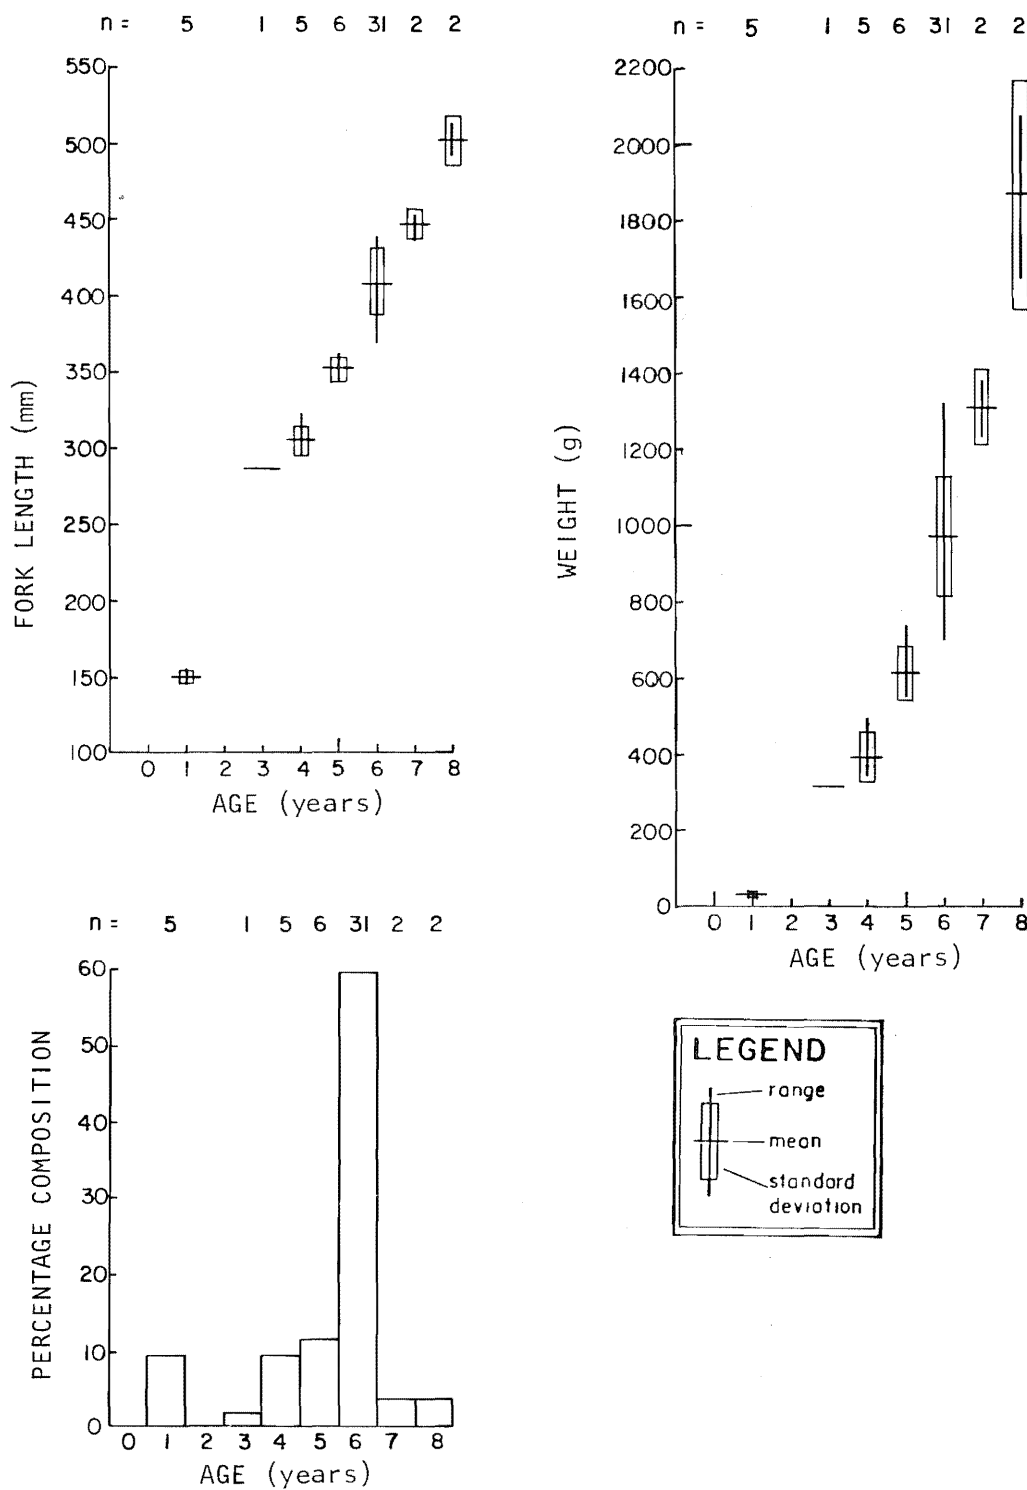 n = 5 1 5 6 31 2 2
550
500
450
400
350
300
250
200
150
100
FORK LENGTH (mm)
0 1 2 3 4 5 6 7 8
AGE (years)
n = 5 1 5 6 31 2 2
2200
2000
1800
1600
1400
1200
1000
800
600
400
200
0
WEIGHT (g)
0 1 2 3 4 5 6 7 8
AGE (years)
n = 5 1 5 6 31 2 2
60
50
40
30
20
10
0
PERCENTAGE COMPOSITION
0 1 2 3 4 5 6 7 8
AGE (years)
LEGEND
range
mean
standard
deviation